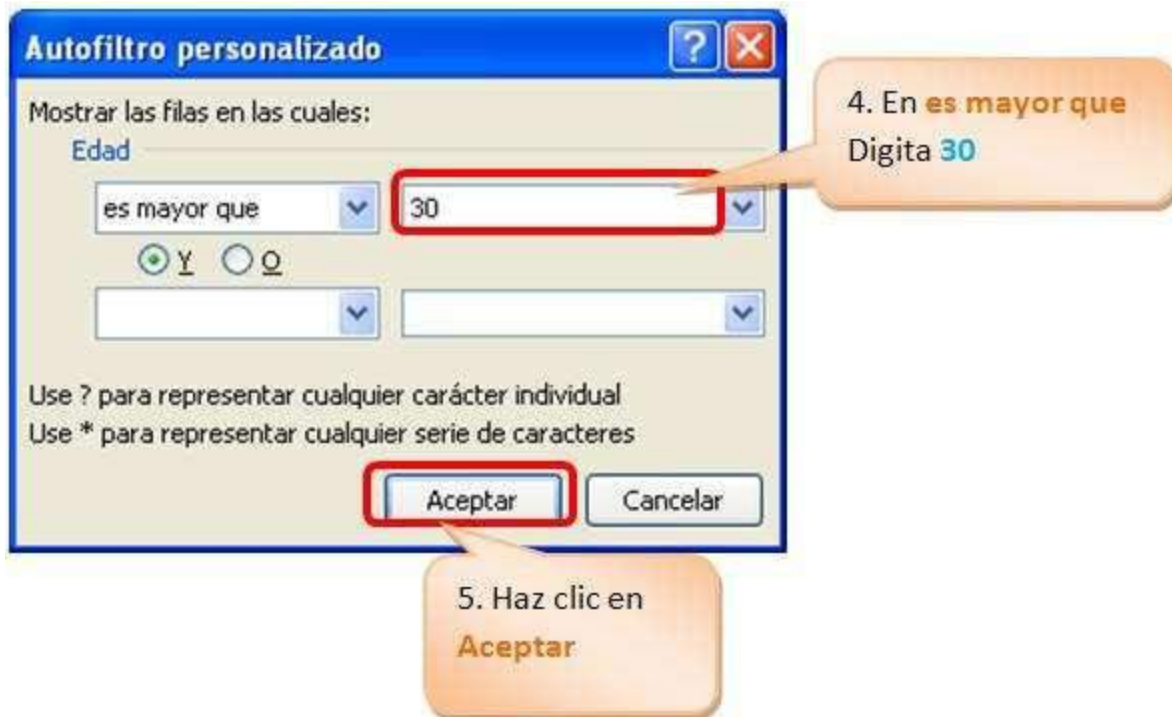 Autofiltro personalizado
Mostrar las filas en las cuales:
Edad
es mayor que
30
Y
O
Use ? para representar cualquier carácter individual
Use * para representar cualquier serie de caracteres
Aceptar
Cancelar
4. En es mayor que
Digita 30
5. Haz clic en
Aceptar